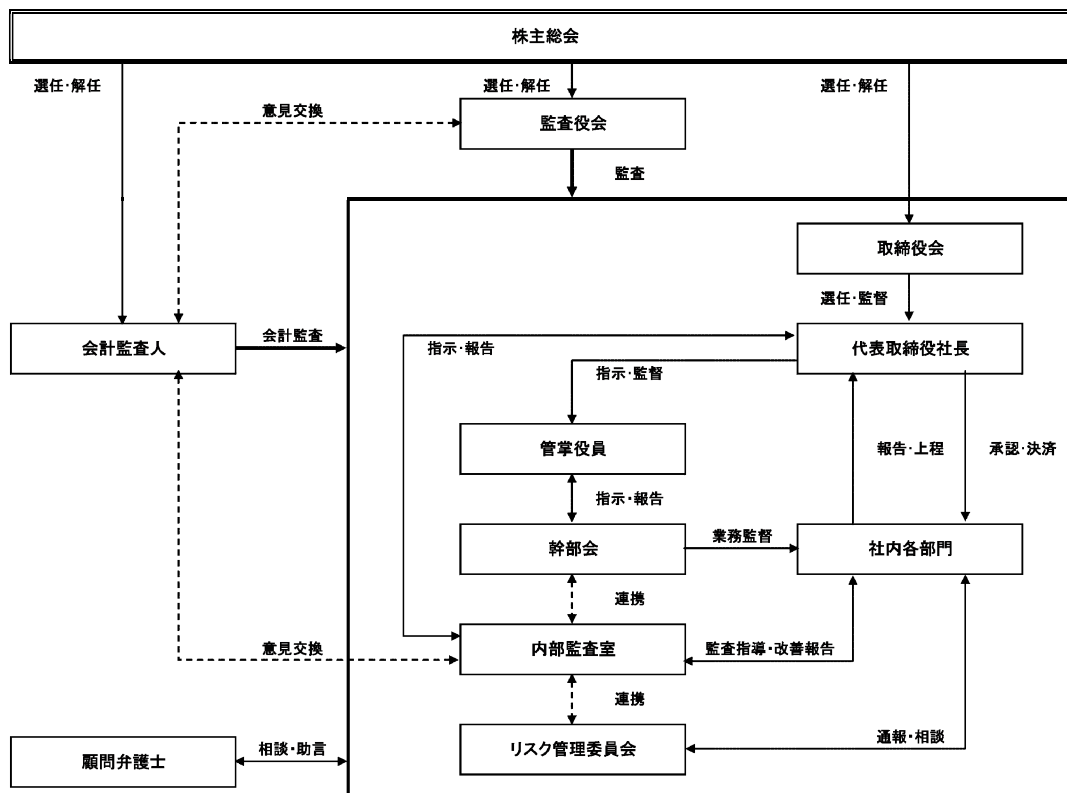 株主総会
選任・解任
選任・解任
選任・解任
意見交換
監査役会
監査
取締役会
選任・監督
会計監査人
会計監査
指示・報告
代表取締役社長
指示・監督
管掌役員
報告・上程
承認・決済
指示・報告
幹部会
業務監督
社内各部門
連携
意見交換
内部監査室
監査指導・改善報告
連携
顧問弁護士
相談・助言
リスク管理委員会
通報・相談